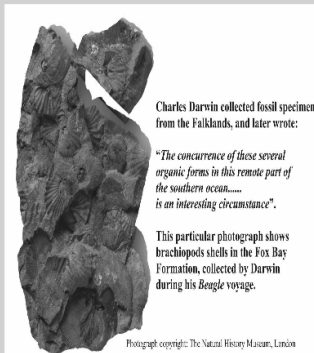 Charles Darwin collected fossil specimen
from the Falklands, and later wrote:
"The concurrence of these several
organic forms in this remote part of
the southern ocean......
is an interesting circumstance".
This particular photograph shows
brachiopods shells in the Fox Bay
Formation, collected by Darwin
during his Beagle voyage.
Photograph copyright: The Natural History Museum, London